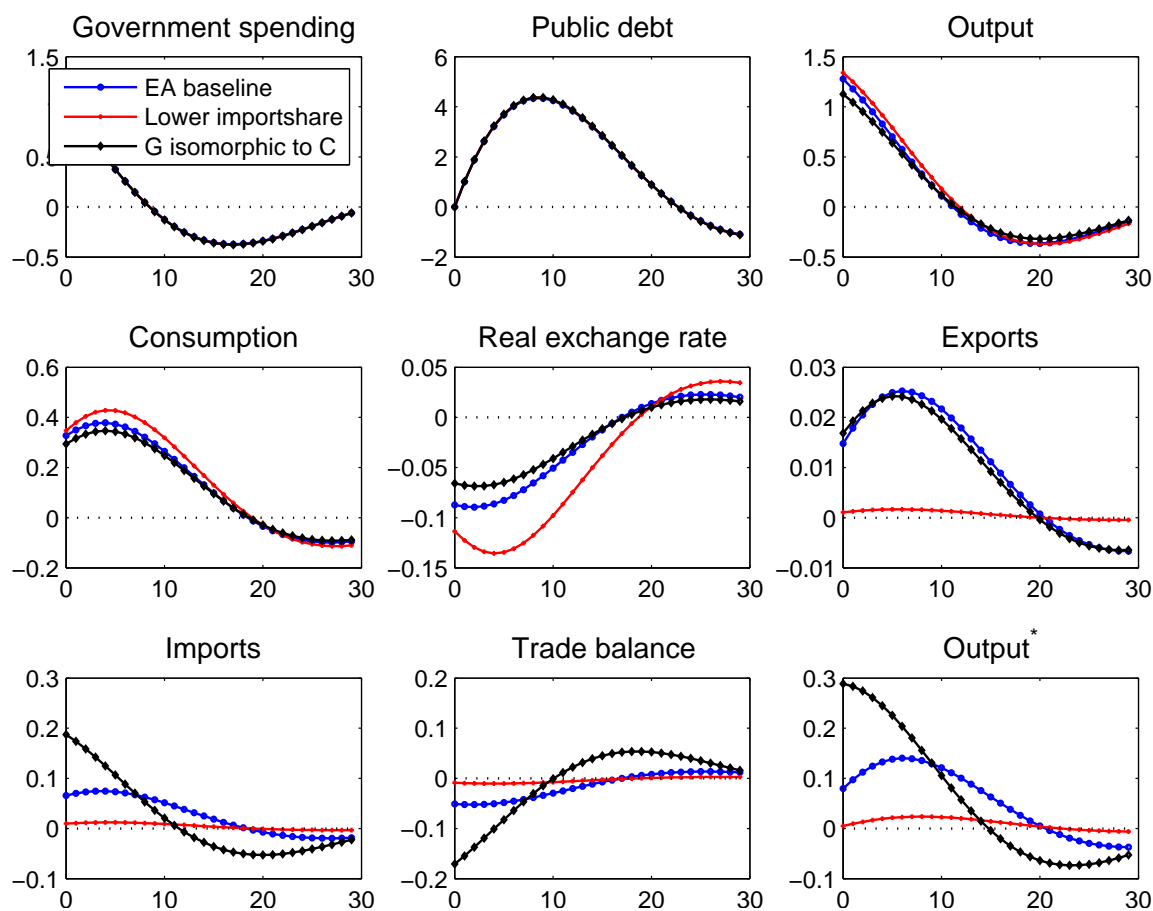 Government spending
1.5
0.5
0
−0.5
0 10 20 30
EA baseline
Lower importshare
G isomorphic to C
Public debt
6
4
2
0
−2
0 10 20 30
Output
1.5
1
0.5
0
−0.5
0 10 20 30
Consumption
0.6
0.4
0.2
0
−0.2
0 10 20 30
Real exchange rate
0.05
0
−0.05
−0.1
−0.15
0 10 20 30
Exports
0.03
0.02
0.01
0
−0.01
0 10 20 30
Imports
0.3
0.2
0.1
0
−0.1
0 10 20 30
Trade balance
0.2
0.1
0
−0.1
−0.2
0 10 20 30
Output*
0.3
0.2
0.1
0
−0.1
0 10 20 30